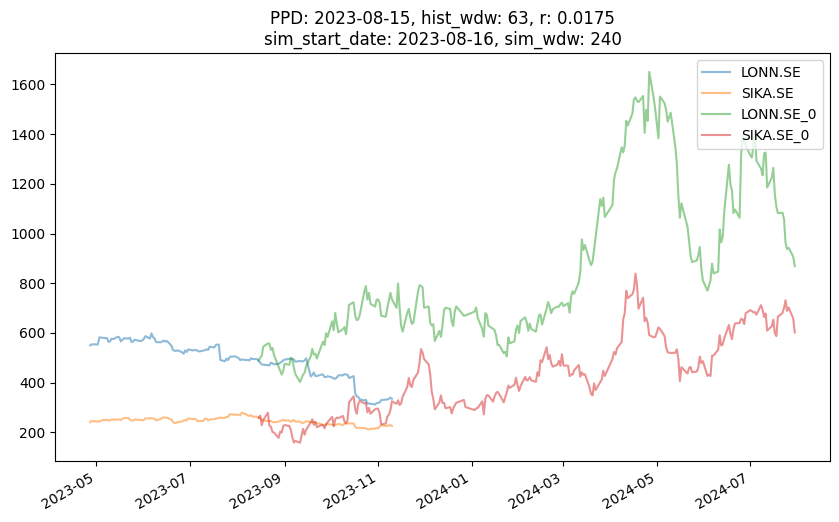 PPD: 2023-08-15, hist_wdw: 63, r: 0.0175
sim_start_date: 2023-08-16, sim_wdw: 240
LONN.SE
SIKA.SE
LONN.SE_0
SIKA.SE_0
1600
1400
1200
1000
800
600
400
200
2023-05
2023-07
2023-09
2023-11
2024-01
2024-03
2024-05
2024-07